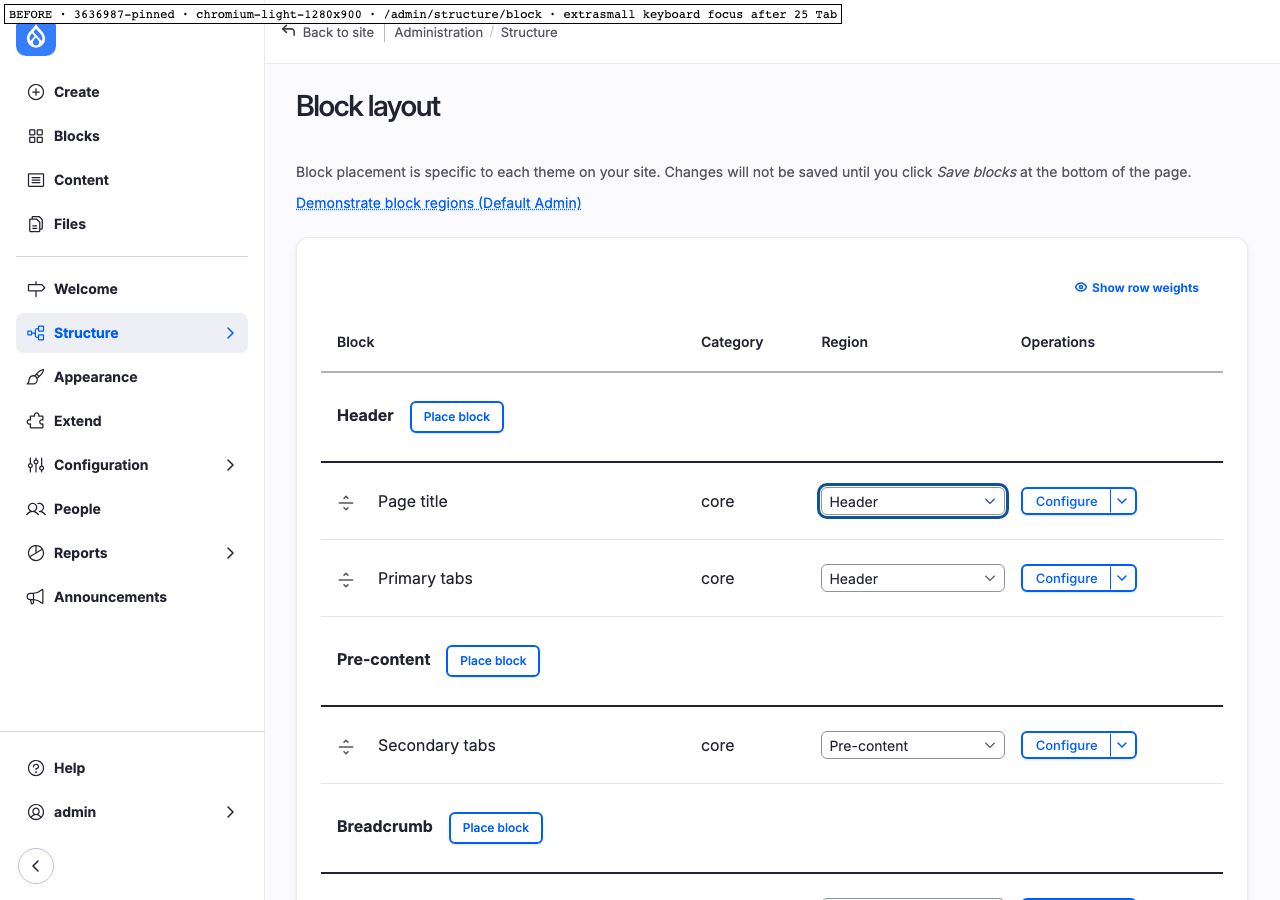 BEFORE · 3636987-pinned · chromium-light-1280x900 · /admin/structure/block · extrasmall keyboard focus after 25 Tab
Back to site Administration / Structure
Create
Blocks
Content
Files
Welcome
Structure
Appearance
Extend
Configuration
People
Reports
Announcements
Help
admin
Block layout
Block placement is specific to each theme on your site. Changes will not be saved until you click Save blocks at the bottom of the page.
Demonstrate block regions (Default Admin)
Show row weights
Block Category Region Operations
Header Place block
Page title core Header Configure
Primary tabs core Header Configure
Pre-content Place block
Secondary tabs core Pre-content Configure
Breadcrumb Place block